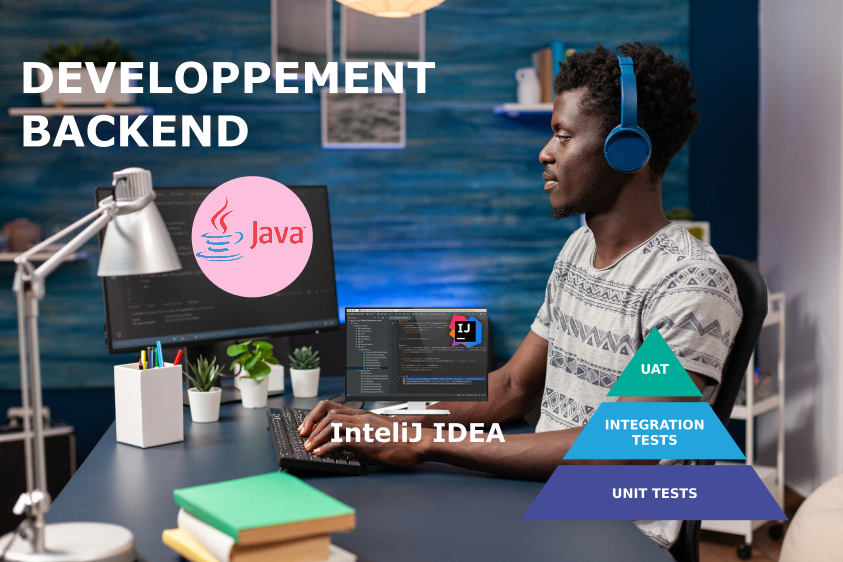 DEVELOPPEMENT
BACKEND
Java
IJ
InteliJ IDEA
UAT
INTEGRATION
TESTS
UNIT TESTS